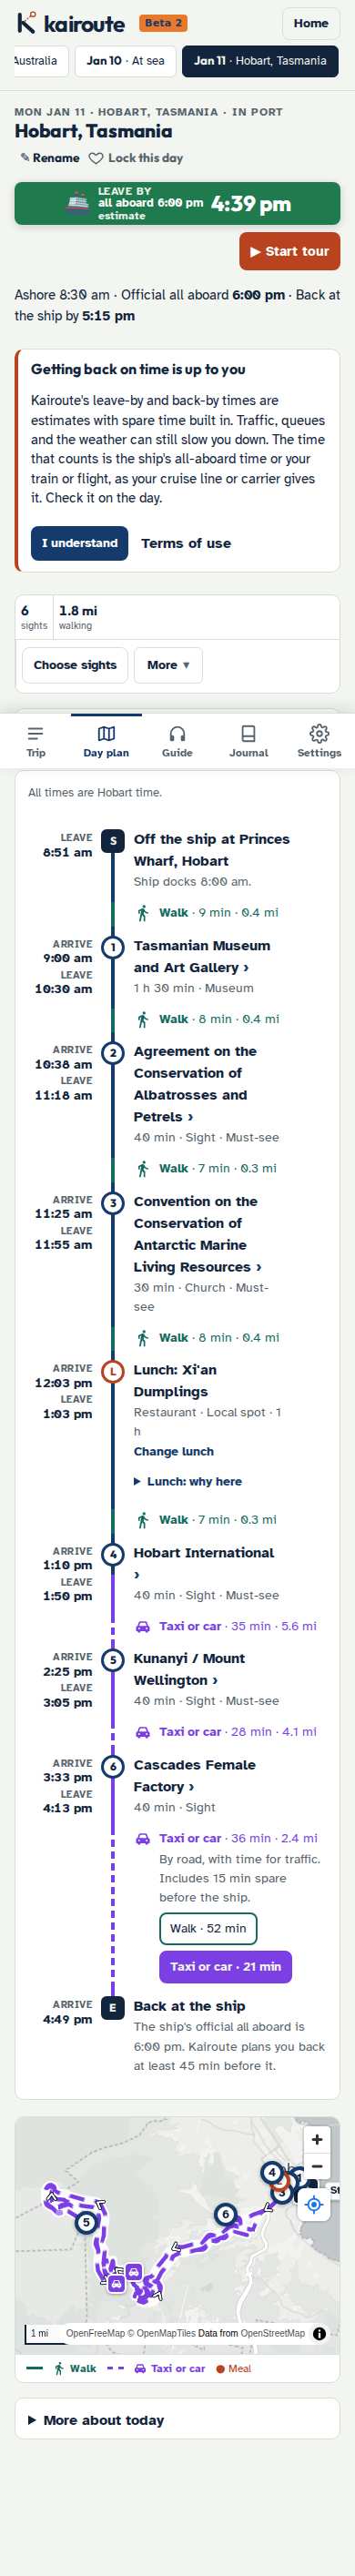 kairoute
Beta 2
Home
Australia
Jan 10 · At sea
Jan 11 · Hobart, Tasmania
MON JAN 11 · HOBART, TASMANIA · IN PORT
Hobart, Tasmania
✎ Rename
Lock this day
LEAVE BY
all aboard 6:00 pm
estimate
4:39 pm
▶ Start tour
Ashore 8:30 am · Official all aboard 6:00 pm · Back at
the ship by 5:15 pm
Getting back on time is up to you
Kairoute's leave-by and back-by times are
estimates with spare time built in. Traffic, queues
and the weather can still slow you down. The time
that counts is the ship's all-aboard time or your
train or flight, as your cruise line or carrier gives
it. Check it on the day.
I understand
Terms of use
6
sights
1.8 mi
walking
Choose sights
More ▼
Trip
Day plan
Guide
Journal
Settings
All times are Hobart time.
LEAVE
8:51 am
S
Off the ship at Princes
Wharf, Hobart
Ship docks 8:00 am.
Walk · 9 min · 0.4 mi
ARRIVE
9:00 am
LEAVE
10:30 am
1
Tasmanian Museum
and Art Gallery ›
1 h 30 min · Museum
Walk · 8 min · 0.4 mi
ARRIVE
10:38 am
LEAVE
11:18 am
2
Agreement on the
Conservation of
Albatrosses and
Petrels ›
40 min · Sight · Must-see
Walk · 7 min · 0.3 mi
ARRIVE
11:25 am
LEAVE
11:55 am
3
Convention on the
Conservation of
Antarctic Marine
Living Resources ›
30 min · Church · Must-
see
Walk · 8 min · 0.4 mi
ARRIVE
12:03 pm
LEAVE
1:03 pm
L
Lunch: Xi'an
Dumplings
Restaurant · Local spot · 1
h
Change lunch
▶ Lunch: why here
Walk · 7 min · 0.3 mi
ARRIVE
1:10 pm
LEAVE
1:50 pm
4
Hobart International
›
40 min · Sight · Must-see
Taxi or car · 35 min · 5.6 mi
ARRIVE
2:25 pm
LEAVE
3:05 pm
5
Kunanyi / Mount
Wellington ›
40 min · Sight · Must-see
Taxi or car · 28 min · 4.1 mi
ARRIVE
3:33 pm
LEAVE
4:13 pm
6
Cascades Female
Factory ›
40 min · Sight
Taxi or car · 36 min · 2.4 mi
By road, with time for traffic.
Includes 15 min spare
before the ship.
Walk · 52 min
Taxi or car · 21 min
ARRIVE
4:49 pm
E
Back at the ship
The ship's official all aboard is
6:00 pm. Kairoute plans you back
at least 45 min before it.
4
3
6
5
+
−
1 mi
OpenFreeMap © OpenMapTiles Data from OpenStreetMap
Walk
Taxi or car
Meal
▶ More about today